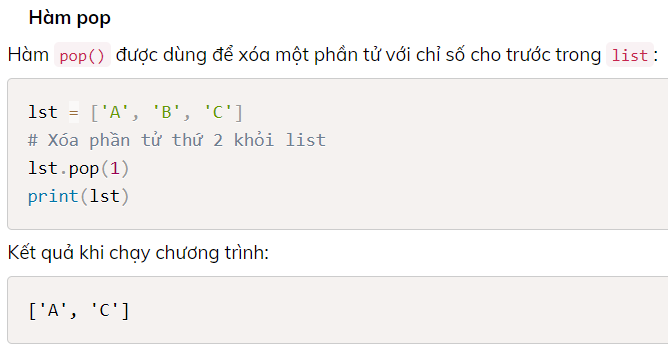 Hàm pop
Hàm pop() được dùng để xóa một phần tử với chỉ số cho trước trong list:
lst = ['A', 'B', 'C']
# Xóa phần tử thứ 2 khỏi list
lst.pop(1)
print(lst)
Kết quả khi chạy chương trình:
['A', 'C']